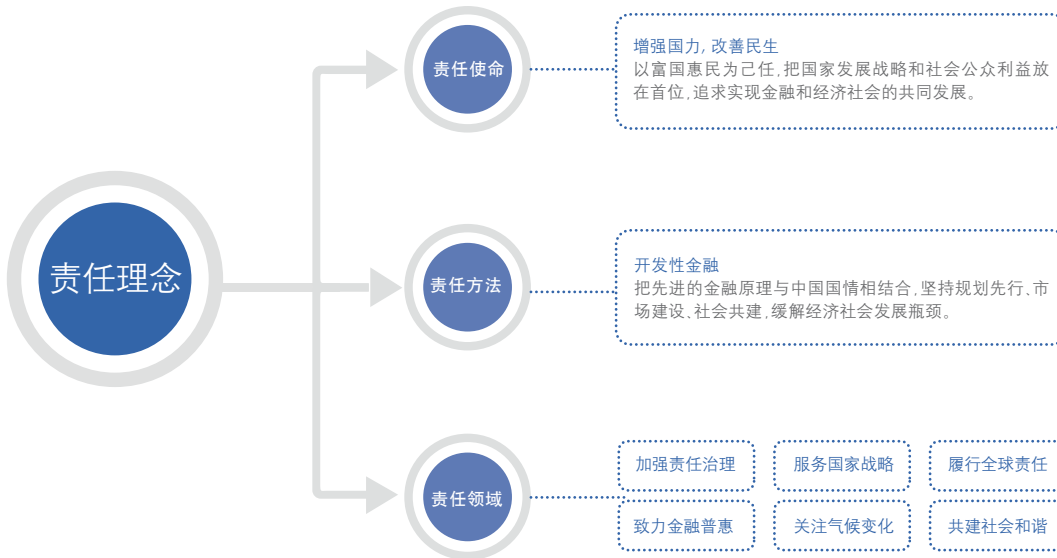 责任理念
责任使命
增强国力, 改善民生
以富国惠民为己任,把国家发展战略和社会公众利益放
在首位,追求实现金融和经济社会的共同发展。
责任方法
开发性金融
把先进的金融原理与中国国情相结合,坚持规划先行、市
场建设、社会共建,缓解经济社会发展瓶颈。
责任领域
加强责任治理
服务国家战略
履行全球责任
致力金融普惠
关注气候变化
共建社会和谐